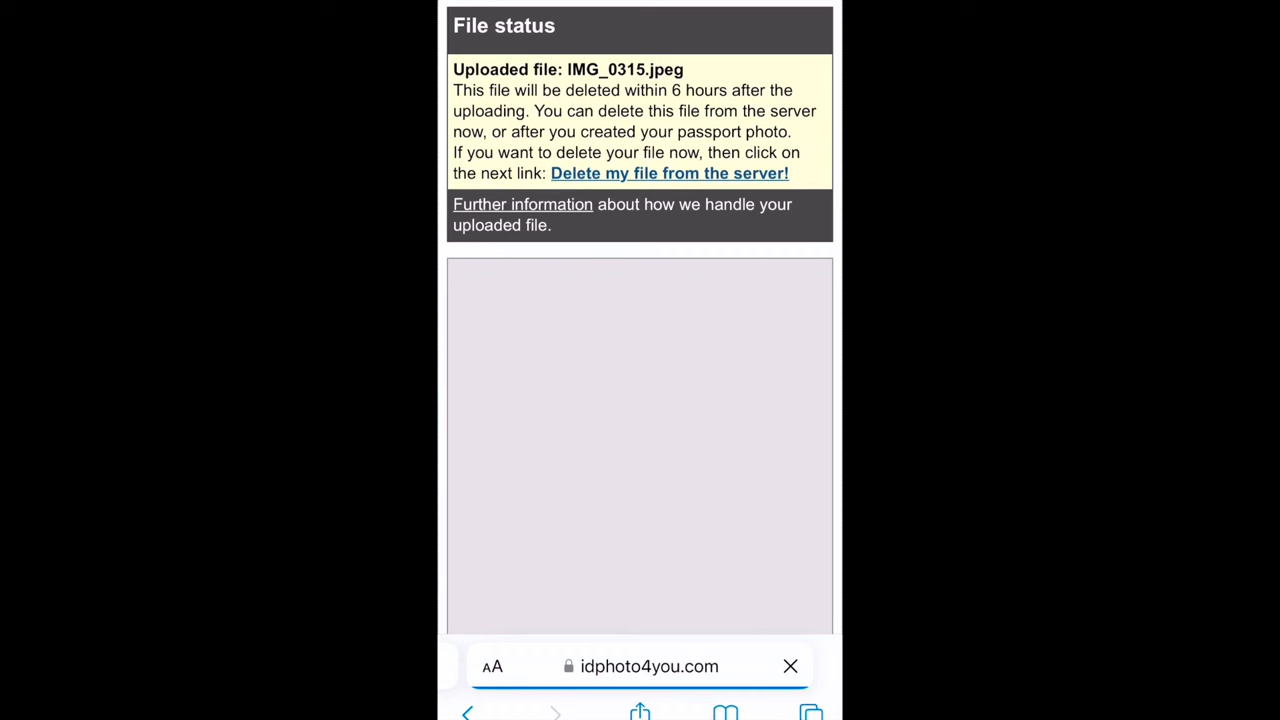 File status
Uploaded file: IMG_0315.jpeg
This file will be deleted within 6 hours after the
uploading. You can delete this file from the server
now, or after you created your passport photo.
If you want to delete your file now, then click on
the next link: Delete my file from the server!
Further information about how we handle your
uploaded file.
AA idphoto4you.com